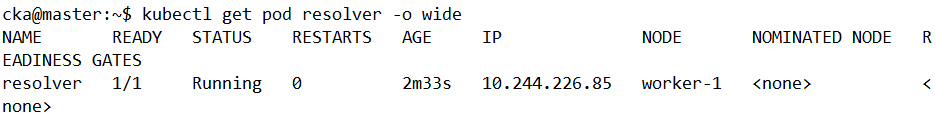 cka@master:~$ kubectl get pod resolver -o wide
NAME       READY   STATUS    RESTARTS   AGE     IP              NODE       NOMINATED NODE   R
EADINESS GATES
resolver   1/1     Running   0          2m33s   10.244.226.85   worker-1   <none>           <
none>